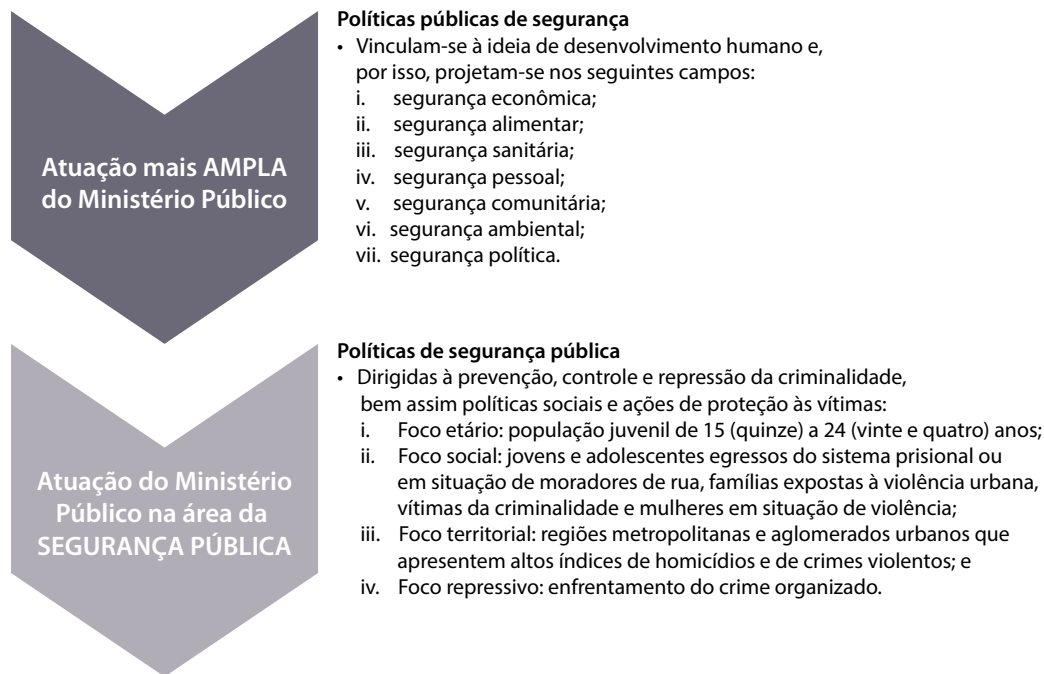 Atuação mais AMPLA
do Ministério Público
Políticas públicas de segurança
• Vinculam-se à ideia de desenvolvimento humano e,
por isso, projetam-se nos seguintes campos:
i. segurança econômica;
ii. segurança alimentar;
iii. segurança sanitária;
iv. segurança pessoal;
v. segurança comunitária;
vi. segurança ambiental;
vii. segurança política.
Atuação do Ministério
Público na área da
SEGURANÇA PÚBLICA
Políticas de segurança pública
• Dirigidas à prevenção, controle e repressão da criminalidade,
bem assim políticas sociais e ações de proteção às vítimas:
i. Foco etário: população juvenil de 15 (quinze) a 24 (vinte e quatro) anos;
ii. Foco social: jovens e adolescentes egressos do sistema prisional ou
em situação de moradores de rua, famílias expostas à violência urbana,
vítimas da criminalidade e mulheres em situação de violência;
iii. Foco territorial: regiões metropolitanas e aglomerados urbanos que
apresentem altos índices de homicídios e de crimes violentos; e
iv. Foco repressivo: enfrentamento do crime organizado.